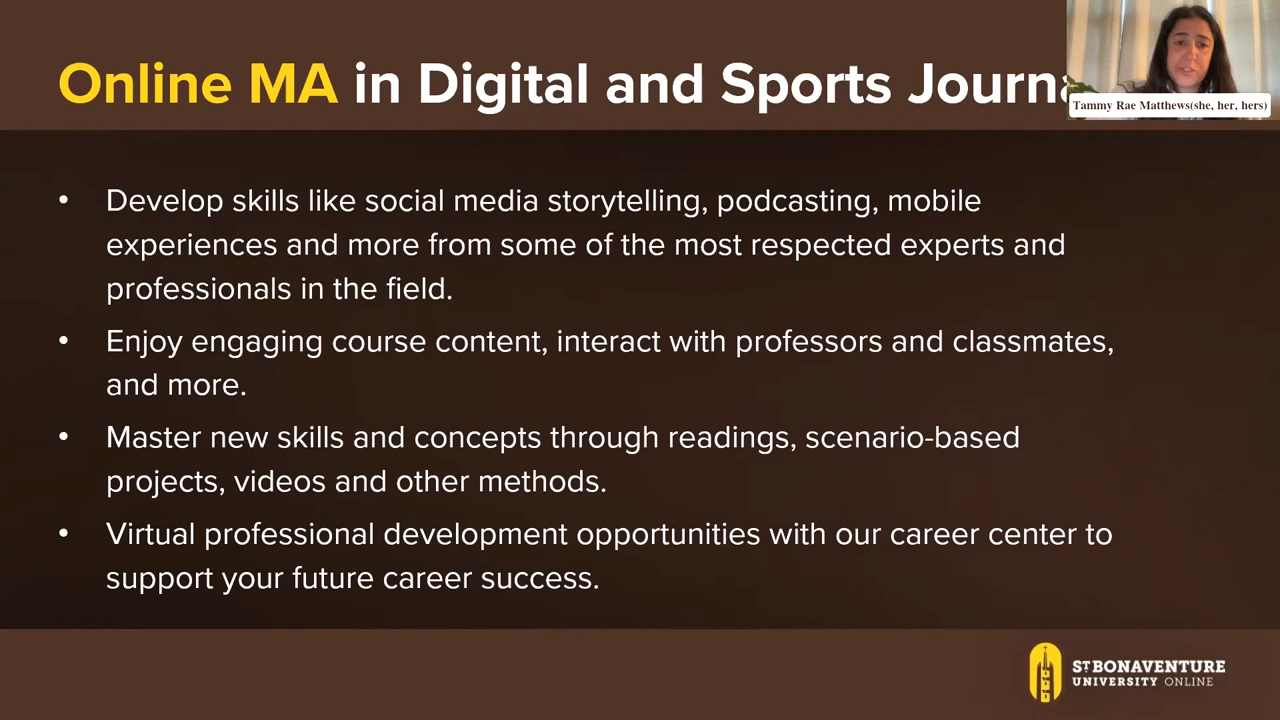 Online MA in Digital and Sports Journa
Tammy Rae Matthews(she, her, hers)
• Develop skills like social media storytelling, podcasting, mobile
experiences and more from some of the most respected experts and
professionals in the field.
• Enjoy engaging course content, interact with professors and classmates,
and more.
• Master new skills and concepts through readings, scenario-based
projects, videos and other methods.
• Virtual professional development opportunities with our career center to
support your future career success.
ST. BONAVENTURE
UNIVERSITY ONLINE